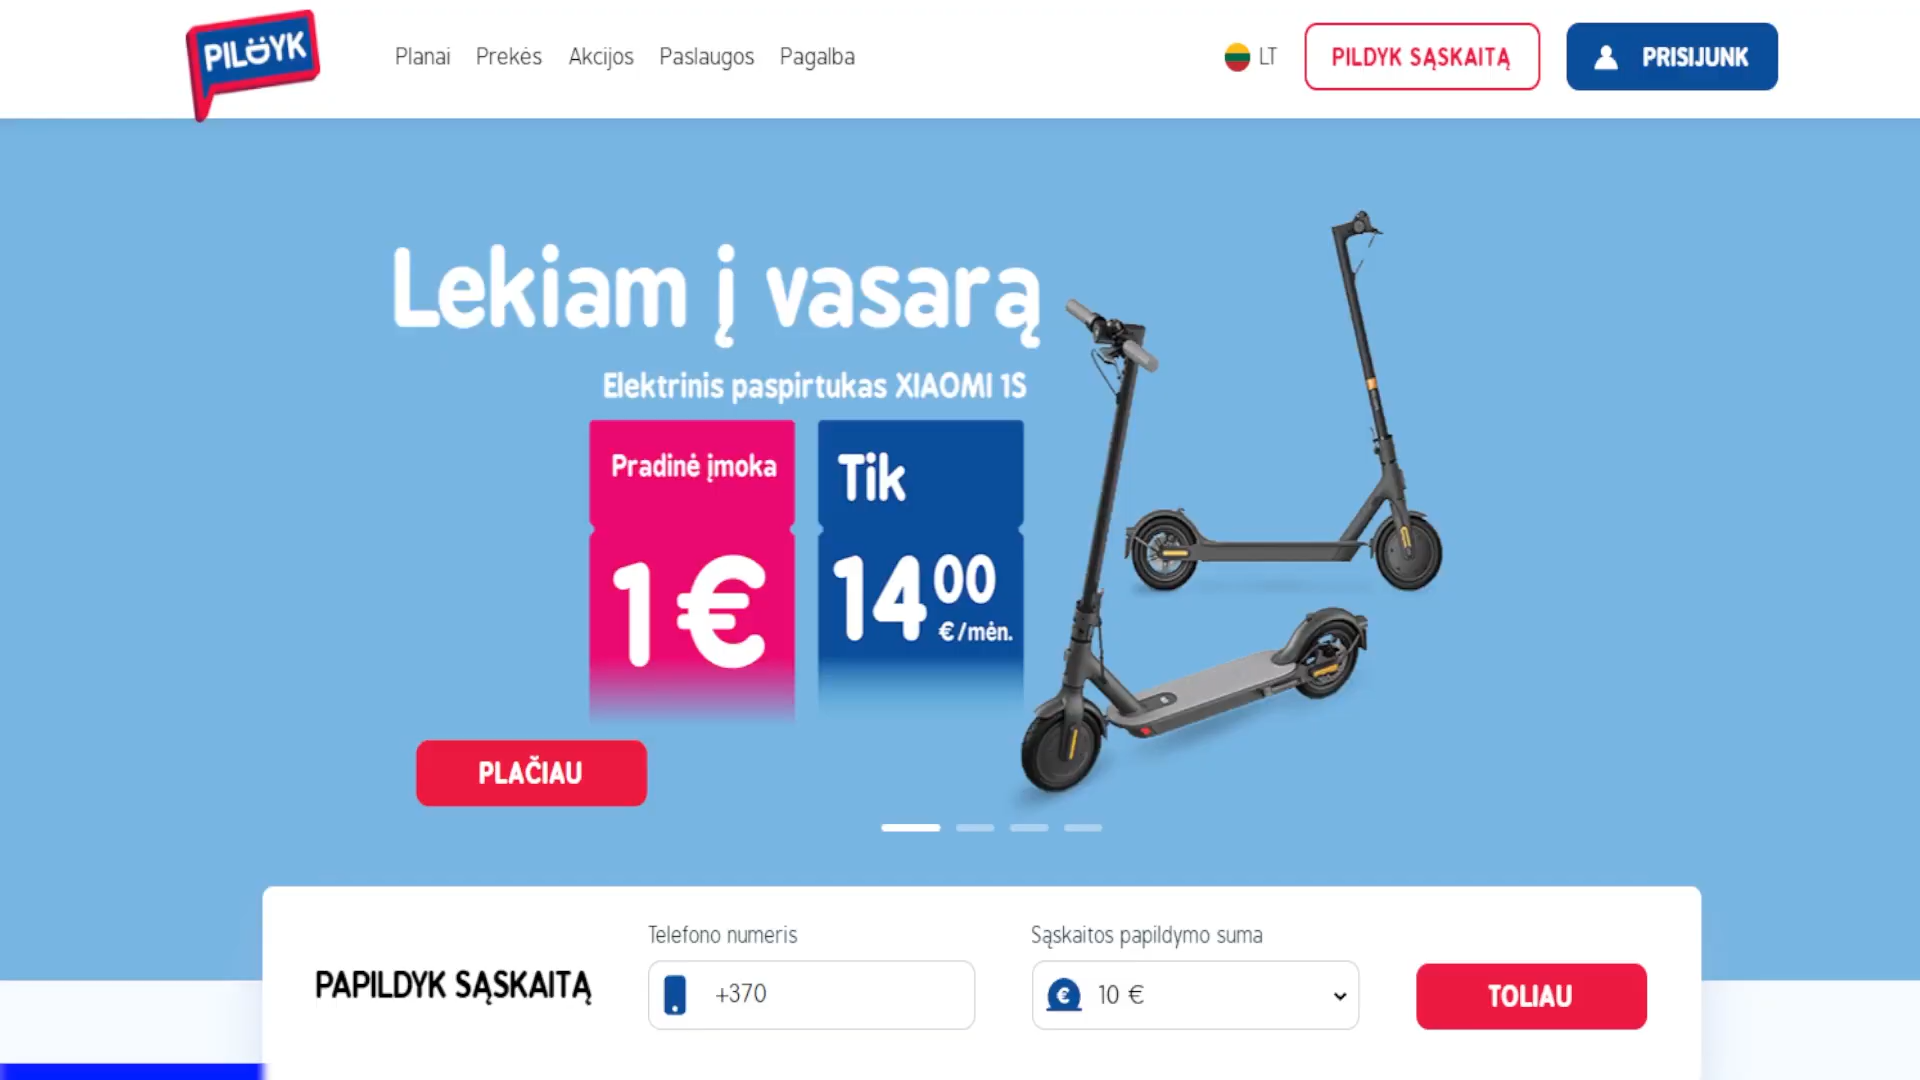 PILDYK
Planai
Prekės
Akcijos
Paslaugos
Pagalba
LT
PILDYK SĄSKAITĄ
PRISIJUNK
Lekiam į vasarą
Elektrinis paspirtukas XIAOMI 1S
Pradinė įmoka
1 €
Tik
14 00
€/mėn.
PLAČIAU
PAPILDYK SĄSKAITĄ
Telefono numeris
+370
Sąskaitos papildymo suma
€ 10 €
TOLIAU